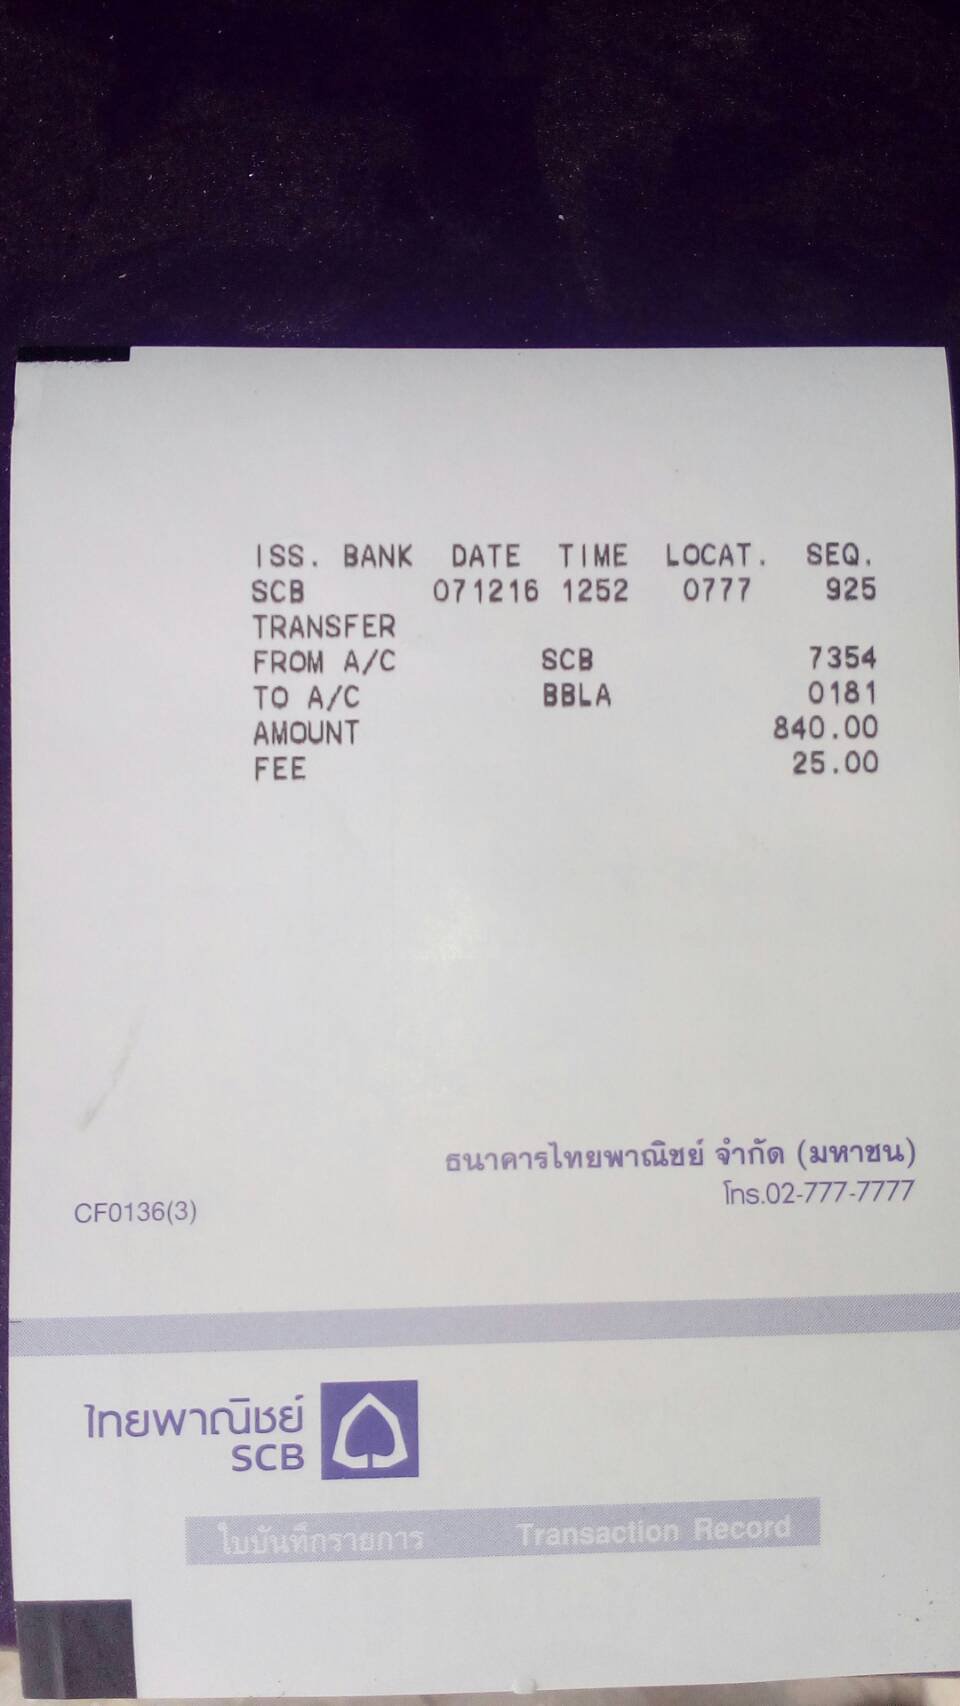 ISS. BANK DATE TIME LOCAT. SEQ.
SCB 071216 1252 0777 925
TRANSFER
FROM A/C SCB 7354
TO A/C BBLA 0181
AMOUNT 840.00
FEE 25.00
ธนาคารไทยพาณิชย์ จำกัด (มหาชน)
โทร.02-777-7777
CF0136(3)
ไทยพาณิชย์
SCB
ใบบันทึกรายการ Transaction Record